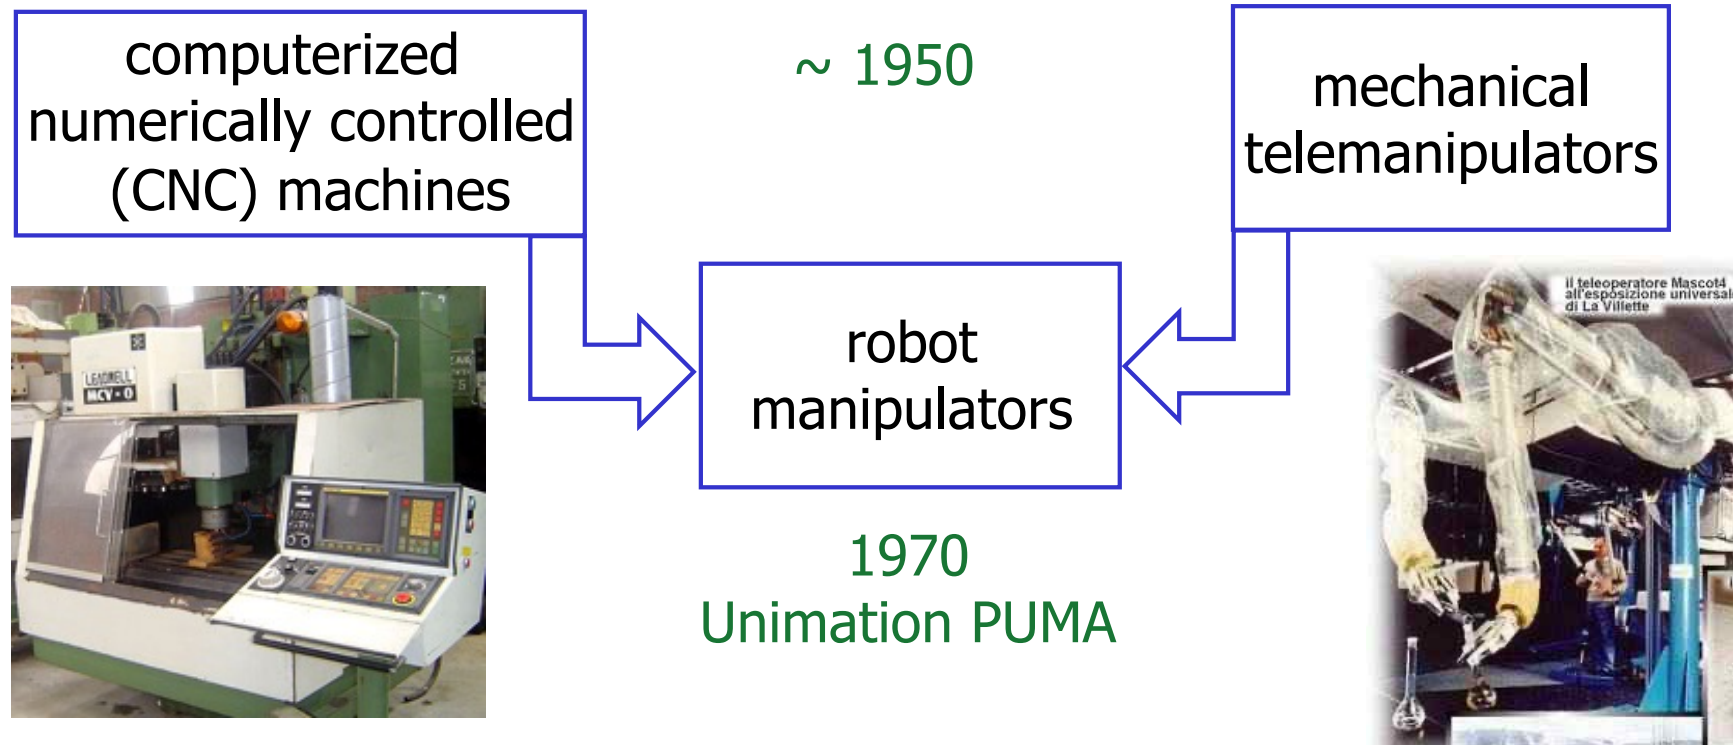 computerized
numerically controlled
(CNC) machines
~ 1950
mechanical
telemanipulators
robot
manipulators
1970
Unimation PUMA
LEADWELL
MCV-0
il teleoperatore Mascot4
all'esposizione universale
di La Villette